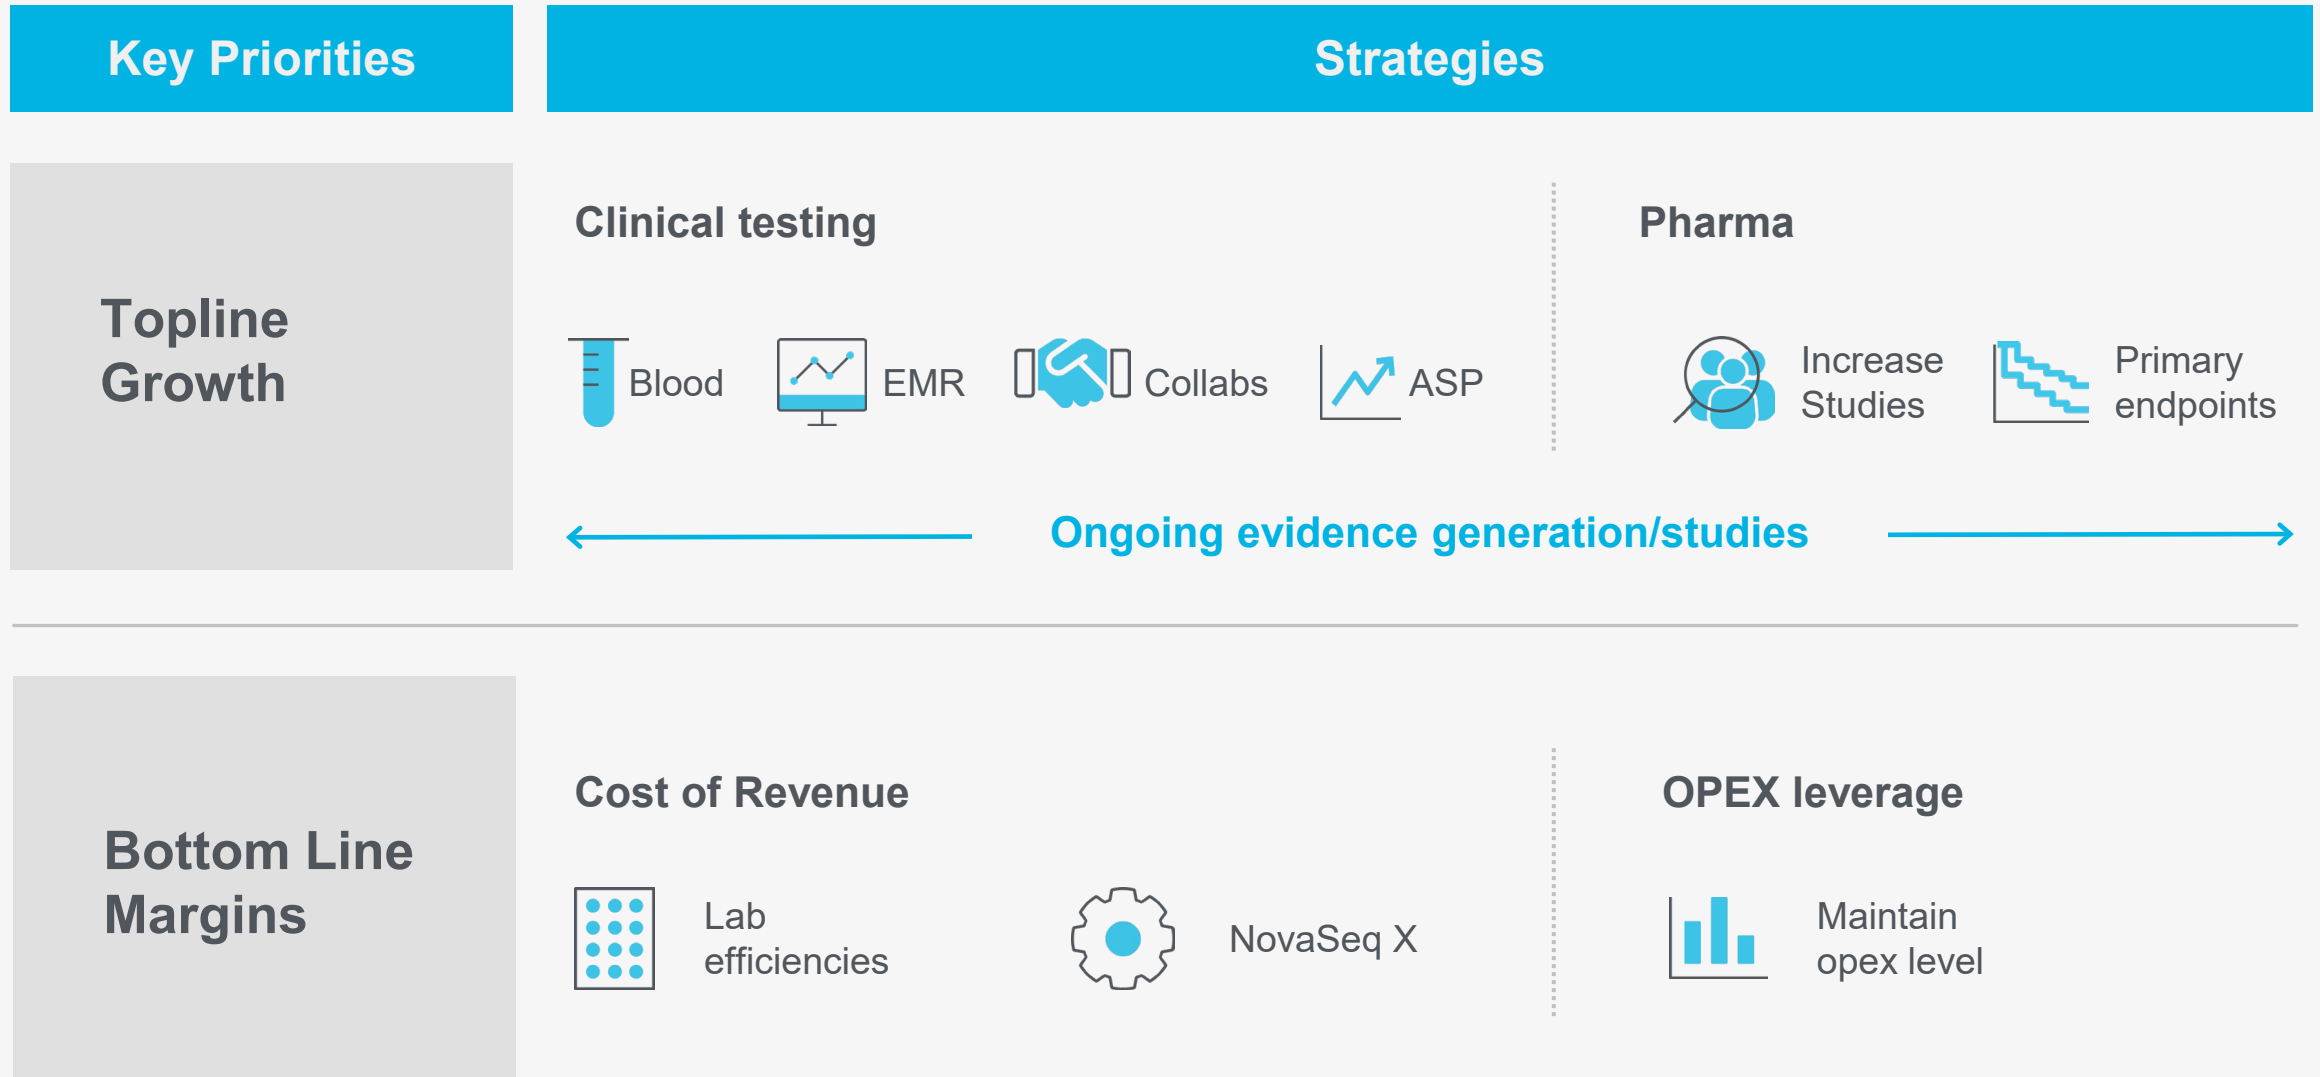 Key Priorities
Strategies
Topline
Growth
Clinical testing
Blood
EMR
Collabs
ASP
Pharma
Increase
Studies
Primary
endpoints
Ongoing evidence generation/studies
Bottom Line
Margins
Cost of Revenue
Lab
efficiencies
NovaSeq X
OPEX leverage
Maintain
opex level